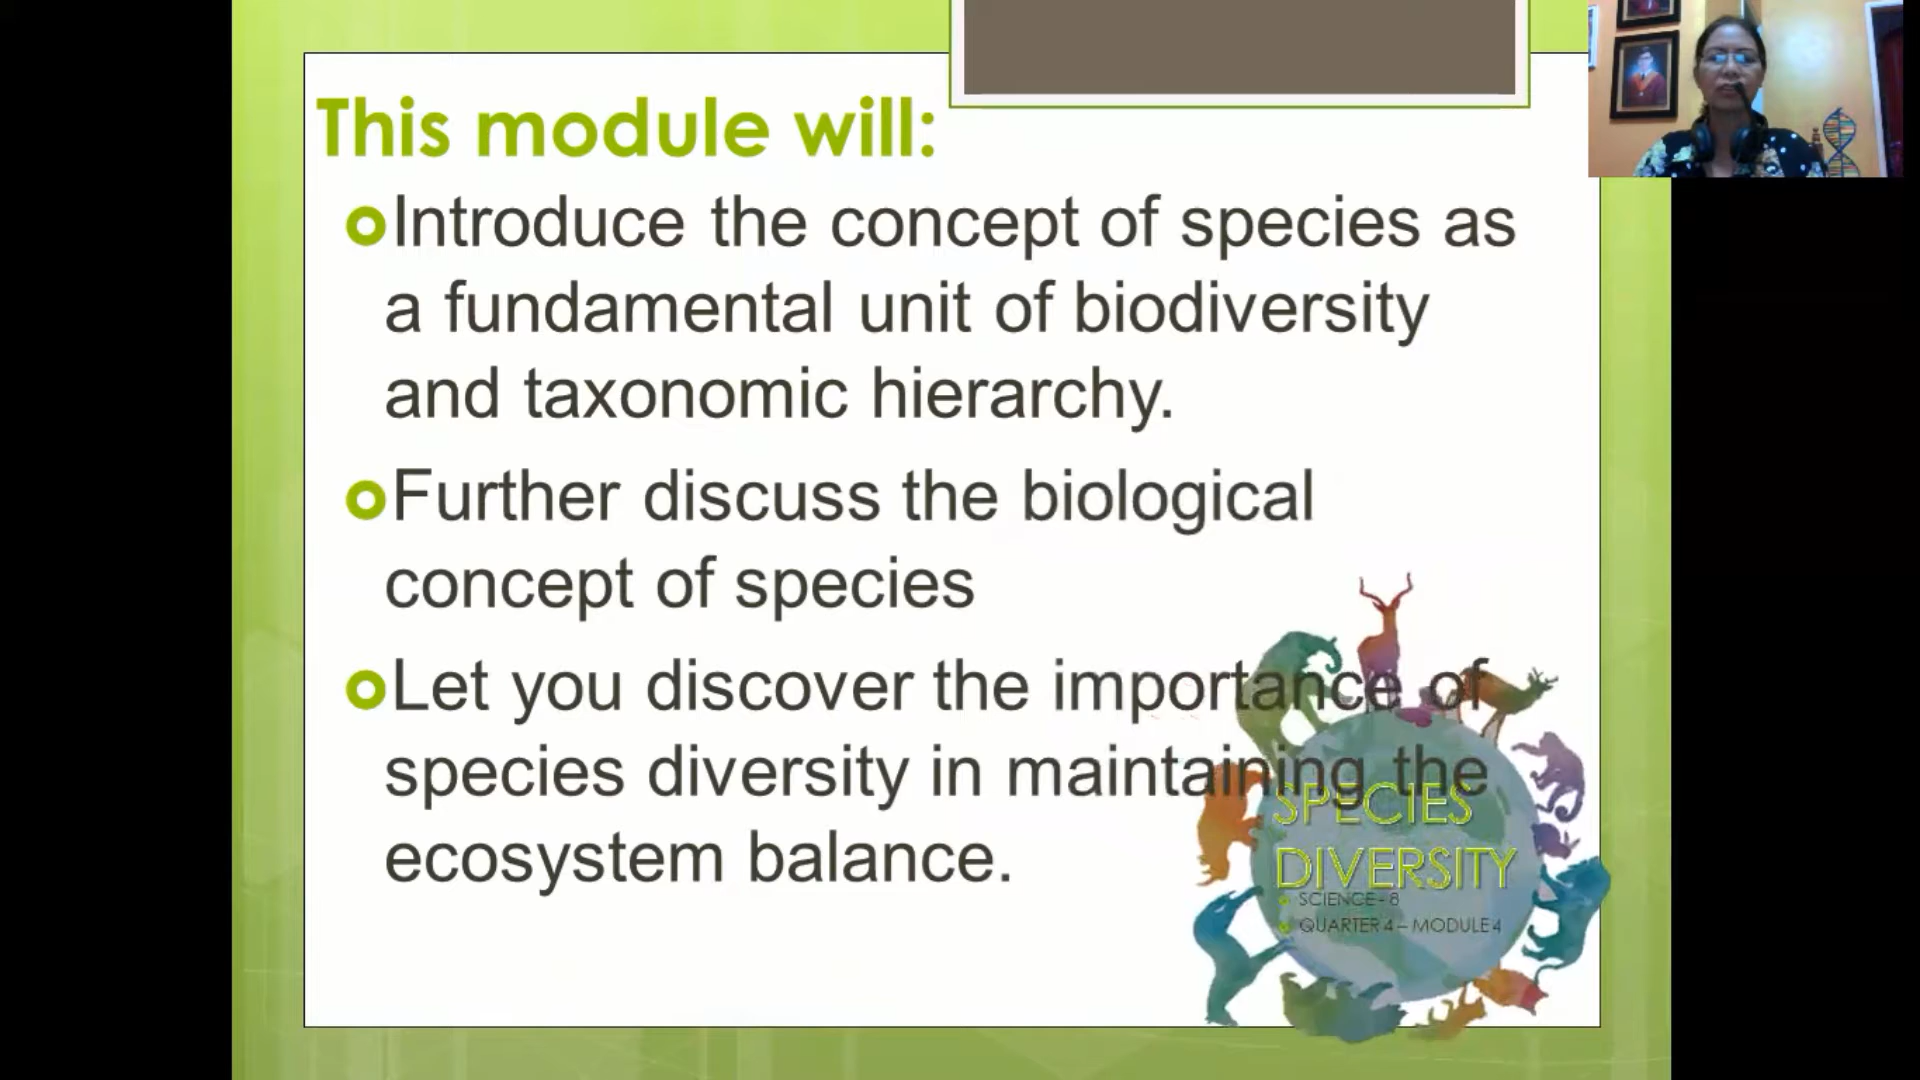 This module will:
Introduce the concept of species as
a fundamental unit of biodiversity
and taxonomic hierarchy.
Further discuss the biological
concept of species
Let you discover the importance of
species diversity in maintaining the
ecosystem balance.
SPECIES
DIVERSITY
SCIENCE - 8
QUARTER 4 – MODULE 4